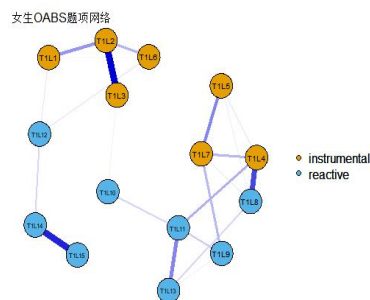 女生OABS题项网络
T1L2
T1L1
T1L6
T1L3
T1L5
T1L12
T1L7
T1L4
instrumental
reactive
T1L10
T1L8
T1L14
T1L11
T1L15
T1L9
T1L13